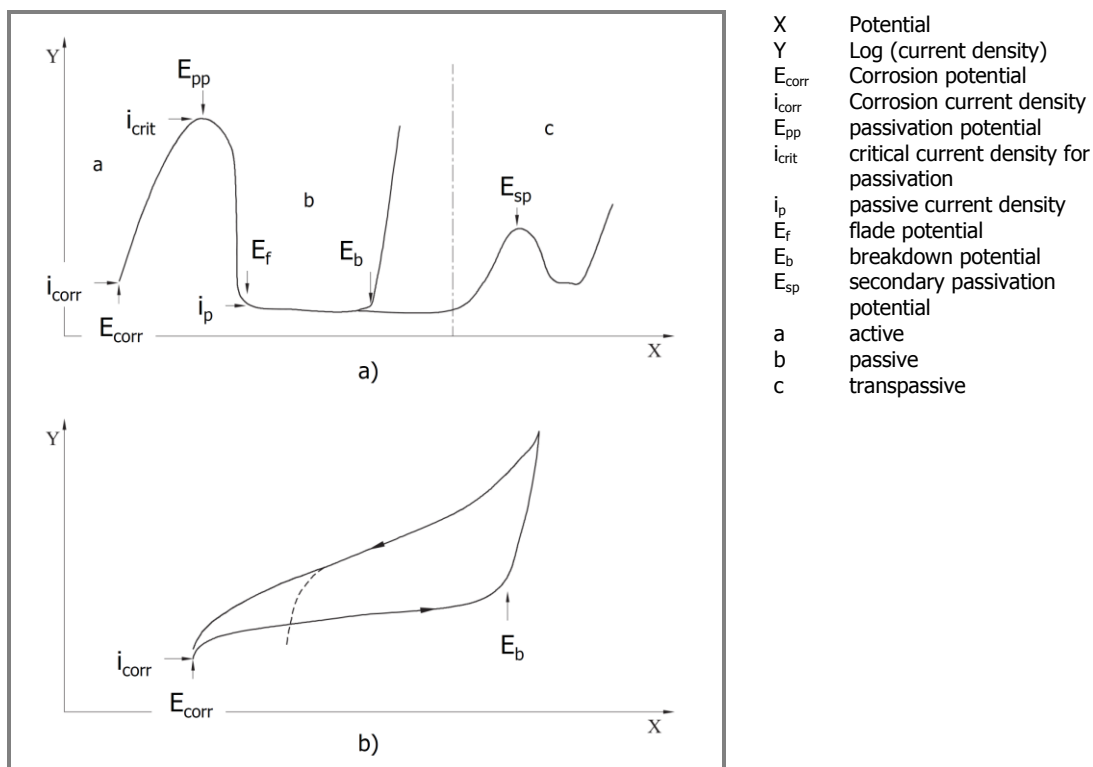 Y
E_pp
i_crit
a
c
b
E_sp
E_f
E_b
i_corr
i_p
E_corr
X
a)
Y
i_corr
E_b
E_corr
X
b)
X Potential
Y Log (current density)
E_corr Corrosion potential
i_corr Corrosion current density
E_pp passivation potential
i_crit critical current density for
passivation
i_p passive current density
E_f flade potential
E_b breakdown potential
E_sp secondary passivation
potential
a active
b passive
c transpassive